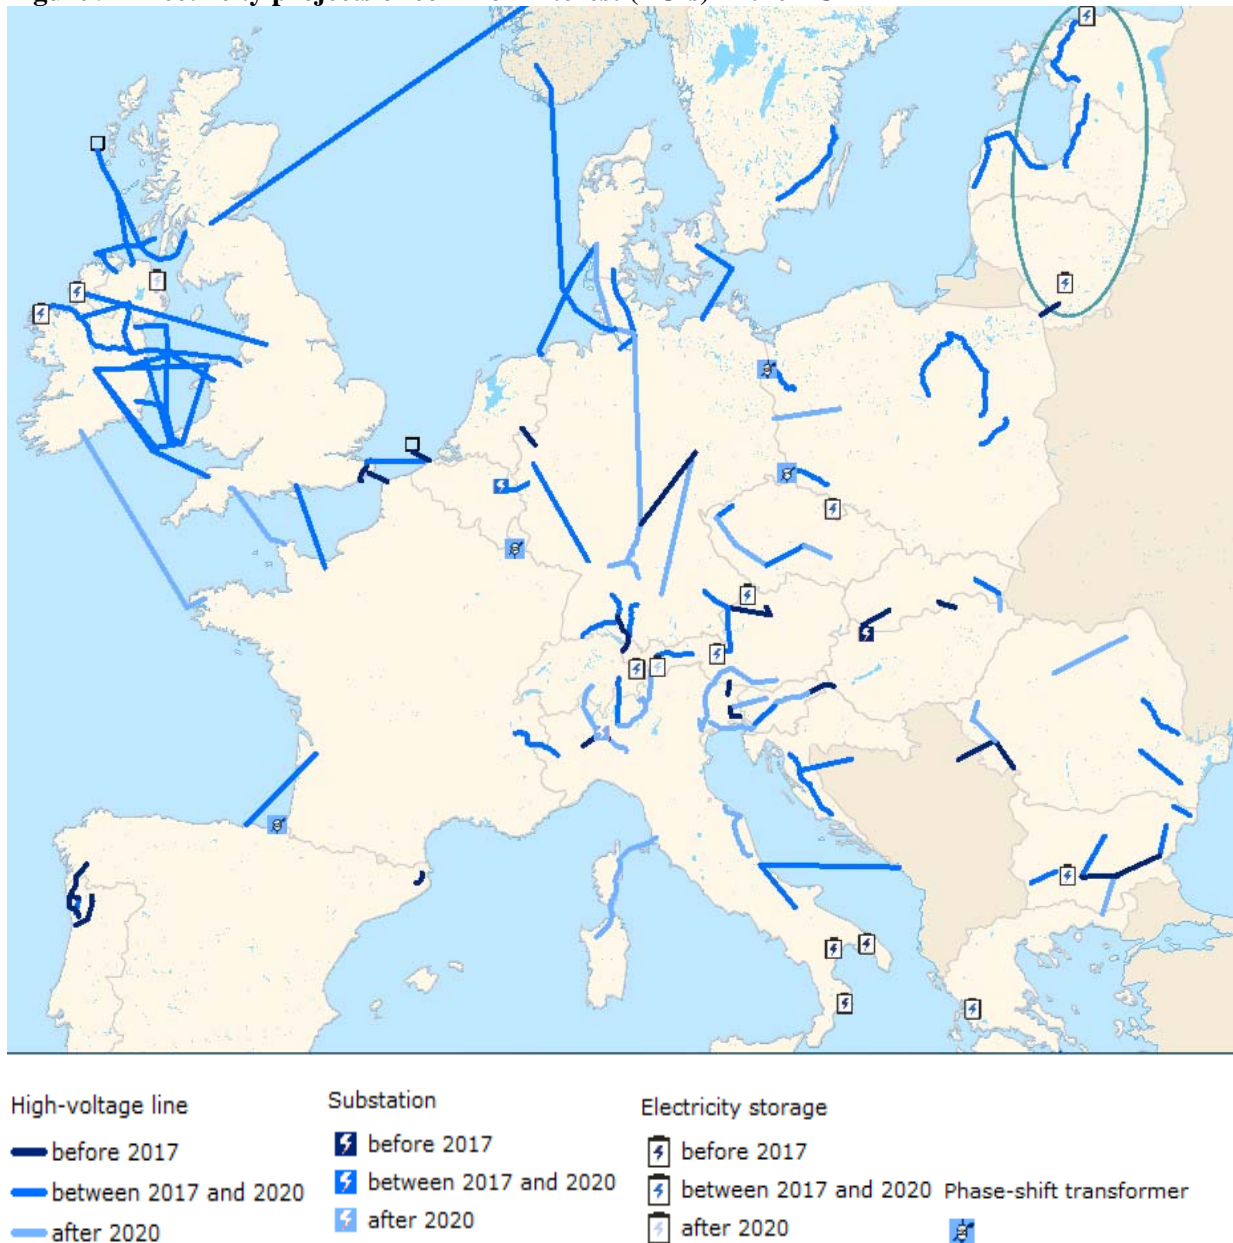 High-voltage line
before 2017
between 2017 and 2020
after 2020
Substation
before 2017
between 2017 and 2020
after 2020
Electricity storage
before 2017
between 2017 and 2020
after 2020
Phase-shift transformer